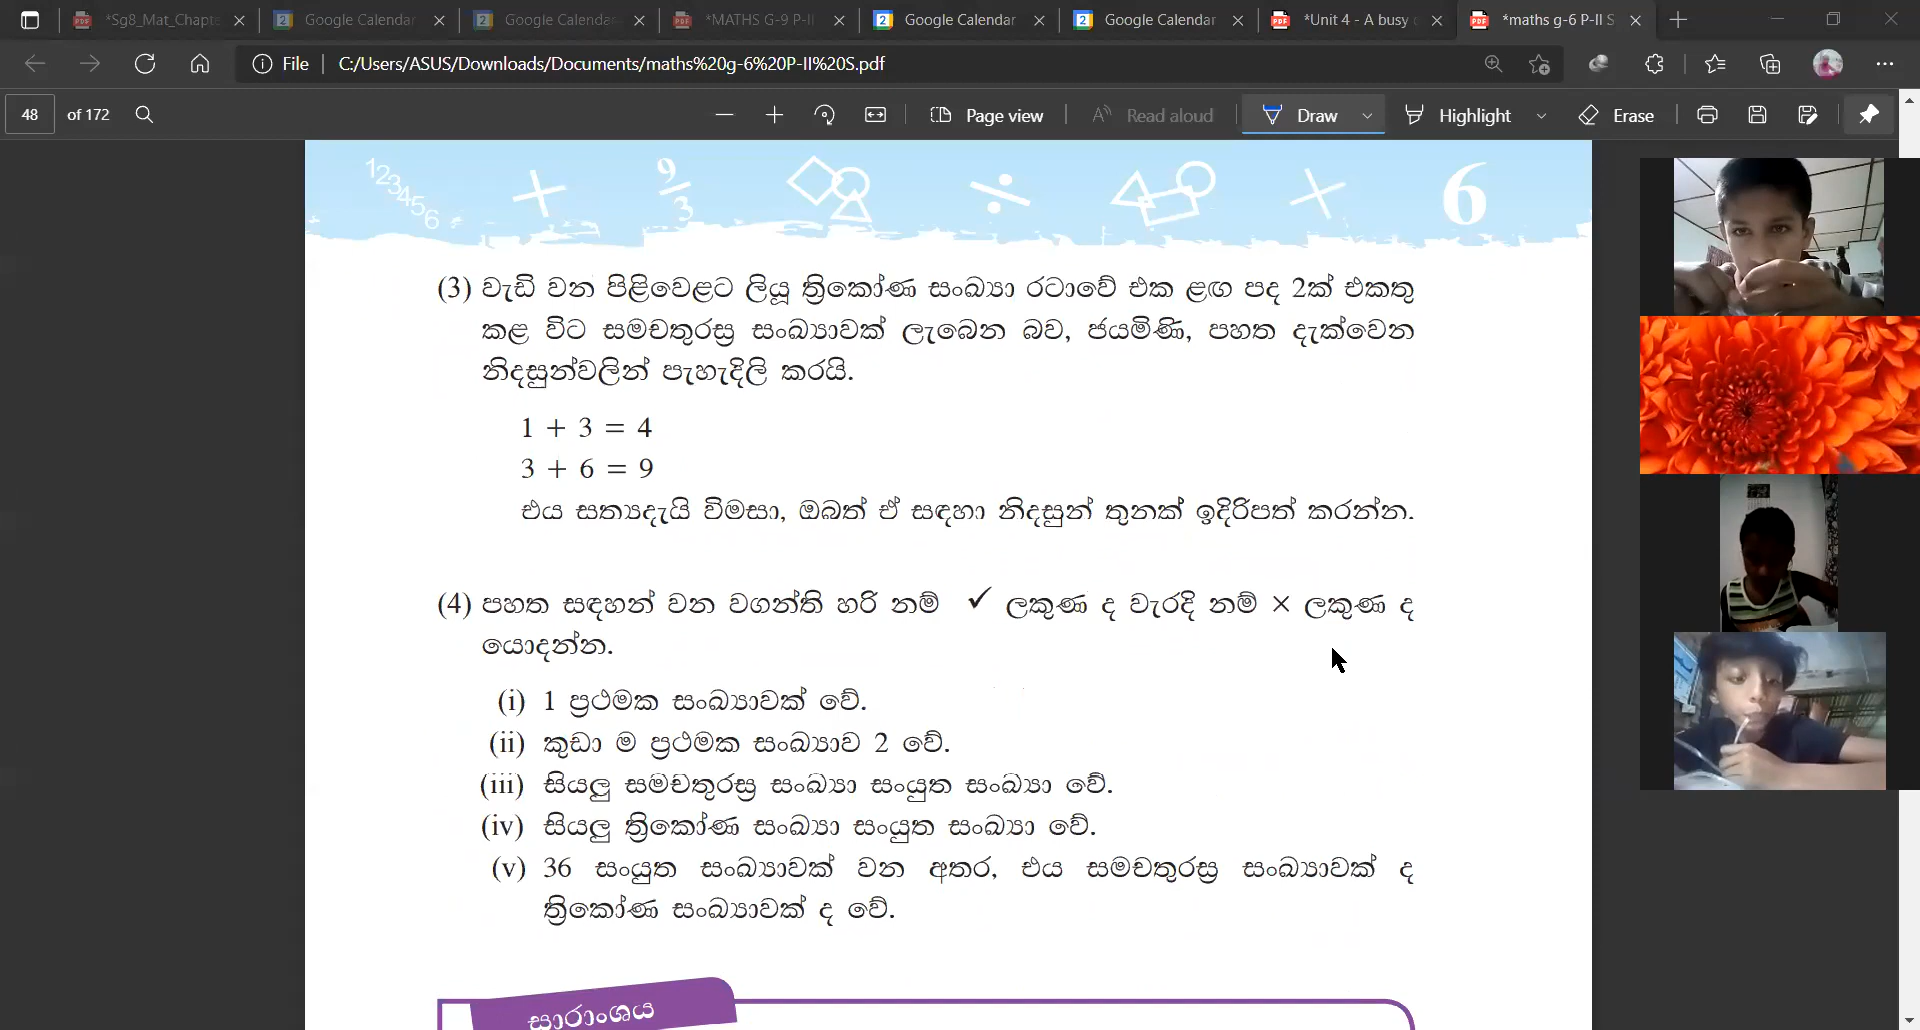 *Sg8_Mat_Chapte
Google Calendar
Google Calendar
*MATHS G-9 P-II
Google Calendar
Google Calendar
*Unit 4 - A busy
*maths g-6 P-II S
File
C:/Users/ASUS/Downloads/Documents/maths%20g-6%20P-II%20S.pdf
48 of 172
Page view
Read aloud
Draw
Highlight
Erase
123456 + 9/3 ÷ × 6
(3) වැඩි වන පිළිවෙළට ලියූ ත්‍රිකෝණ සංඛ්‍යා රටාවේ එක ළඟ පද 2ක් එකතු
කළ විට සමචතුරස්‍ර සංඛ්‍යාවක් ලැබෙන බව, ජයමිණි, පහත දැක්වෙන
නිදසුන්වලින් පැහැදිලි කරයි.
1 + 3 = 4
3 + 6 = 9
එය සත්‍යදැයි විමසා, ඔබත් ඒ සඳහා නිදසුන් තුනක් ඉදිරිපත් කරන්න.
(4) පහත සඳහන් වන වගන්ති හරි නම් ✓ ලකුණ ද වැරදි නම් × ලකුණ ද
යොදන්න.
(i) 1 ප්‍රථමක සංඛ්‍යාවක් වේ.
(ii) කුඩා ම ප්‍රථමක සංඛ්‍යාව 2 වේ.
(iii) සියලු සමචතුරස්‍ර සංඛ්‍යා සංයුත සංඛ්‍යා වේ.
(iv) සියලු ත්‍රිකෝණ සංඛ්‍යා සංයුත සංඛ්‍යා වේ.
(v) 36 සංයුත සංඛ්‍යාවක් වන අතර, එය සමචතුරස්‍ර සංඛ්‍යාවක් ද
ත්‍රිකෝණ සංඛ්‍යාවක් ද වේ.
සාරාංශය